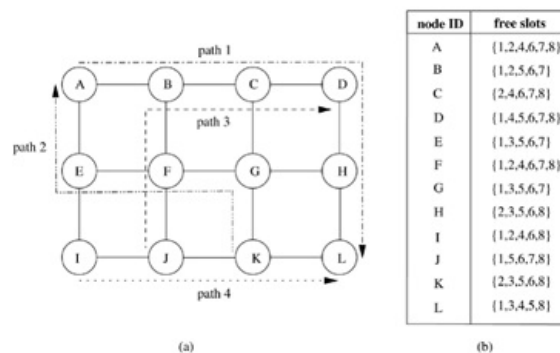 path 1
A B C D
path 3
path 2
E F G H
I J K L
path 4
(a)
node ID free slots
A {1,2,4,6,7,8}
B {1,2,5,6,7}
C {2,4,6,7,8}
D {1,4,5,6,7,8}
E {1,3,5,6,7}
F {1,2,4,6,7,8}
G {1,3,5,6,7}
H {2,3,5,6,8}
I {1,2,4,6,8}
J {1,5,6,7,8}
K {2,3,5,6,8}
L {1,3,4,5,8}
(b)